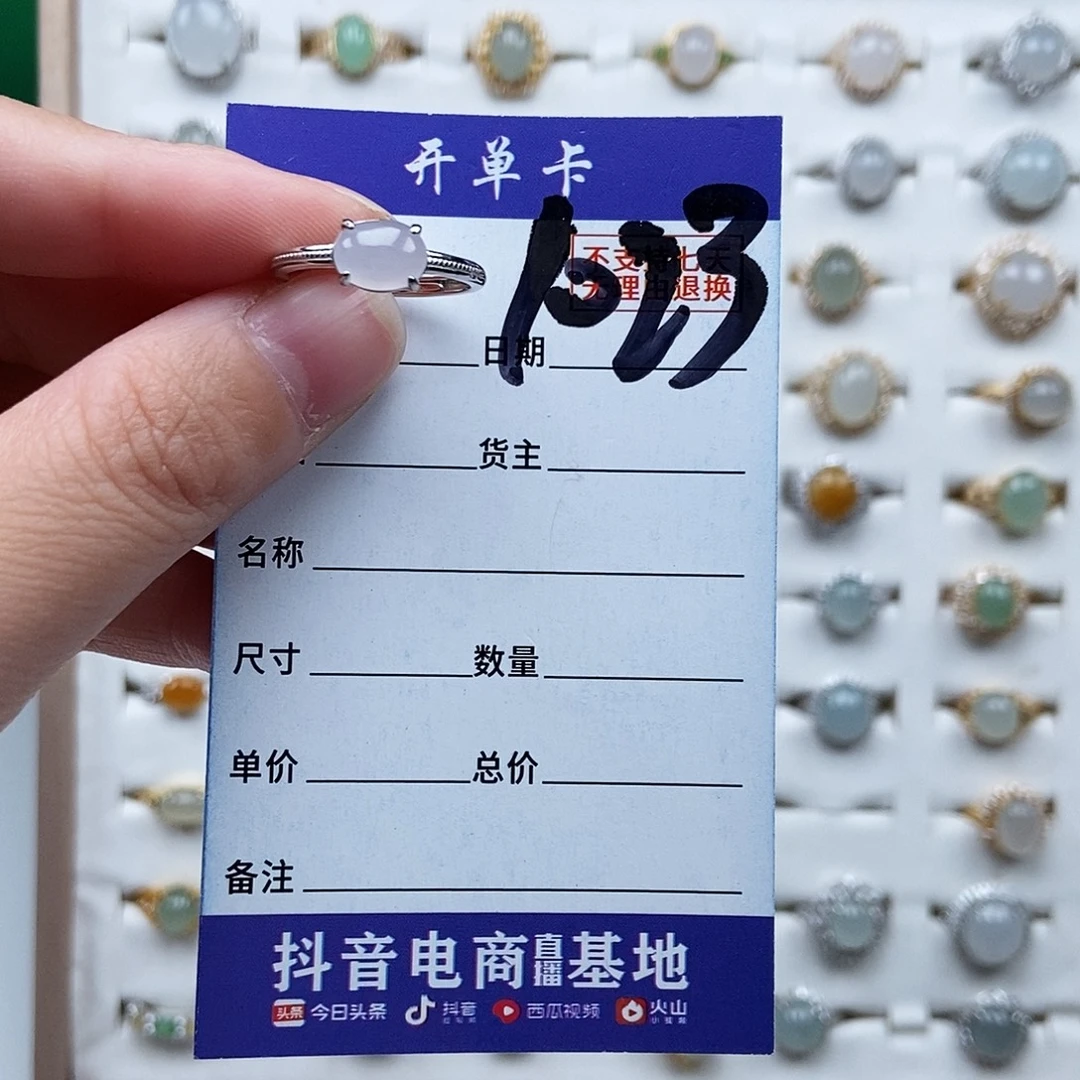 开单卡
不支持七天
无理由退换
日期
货主
名称
尺寸 数量
单价 总价
备注
抖音电商直播基地
头条 今日头条 抖音 西瓜视频 火山